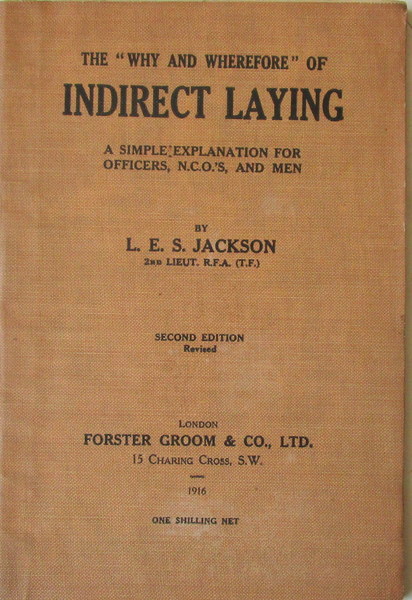 THE "WHY AND WHEREFORE" OF
INDIRECT LAYING
A SIMPLE EXPLANATION FOR
OFFICERS, N.C.O.'S, AND MEN
BY
L. E. S. JACKSON
2ND LIEUT. R.F.A. (T.F.)
SECOND EDITION
Revised
LONDON
FORSTER GROOM & CO., LTD.
15 CHARING CROSS, S.W.
1916
ONE SHILLING NET